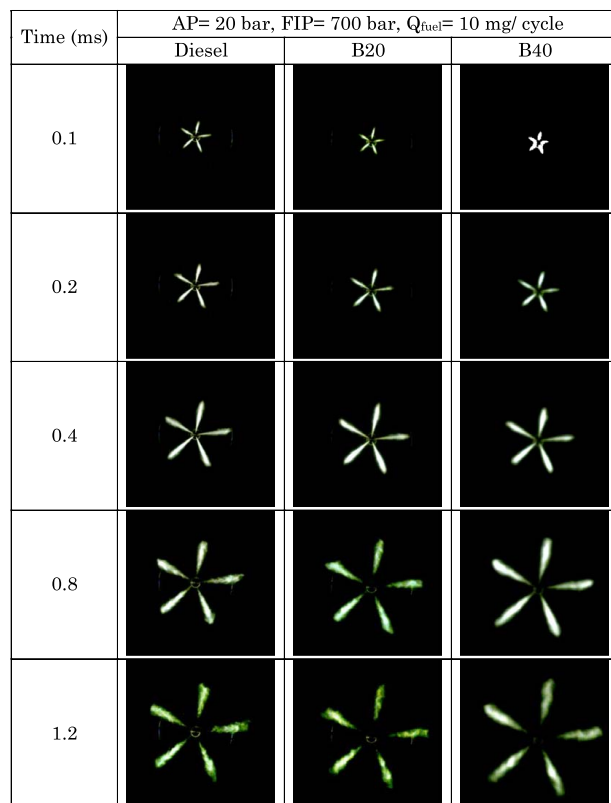 Time (ms)
AP= 20 bar, FIP= 700 bar, Qfuel= 10 mg/ cycle
Diesel B20 B40
0.1
0.2
0.4
0.8
1.2